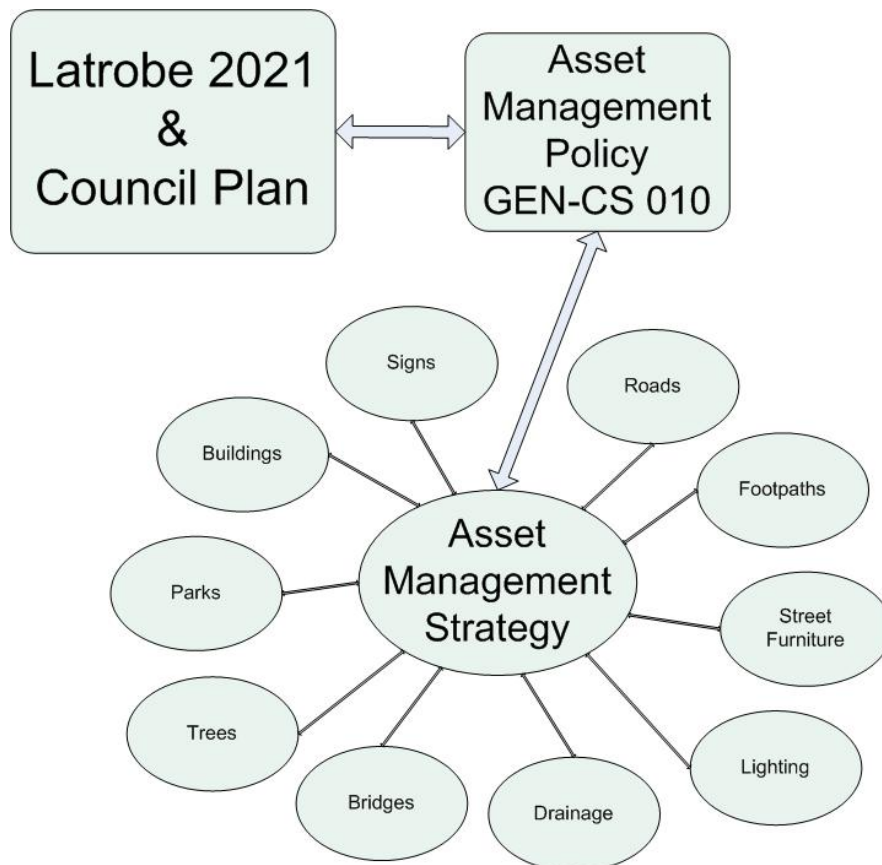 Latrobe 2021
&
Council Plan
Asset
Management
Policy
GEN-CS 010
Signs
Roads
Buildings
Footpaths
Asset
Management
Strategy
Parks
Street
Furniture
Trees
Lighting
Bridges
Drainage